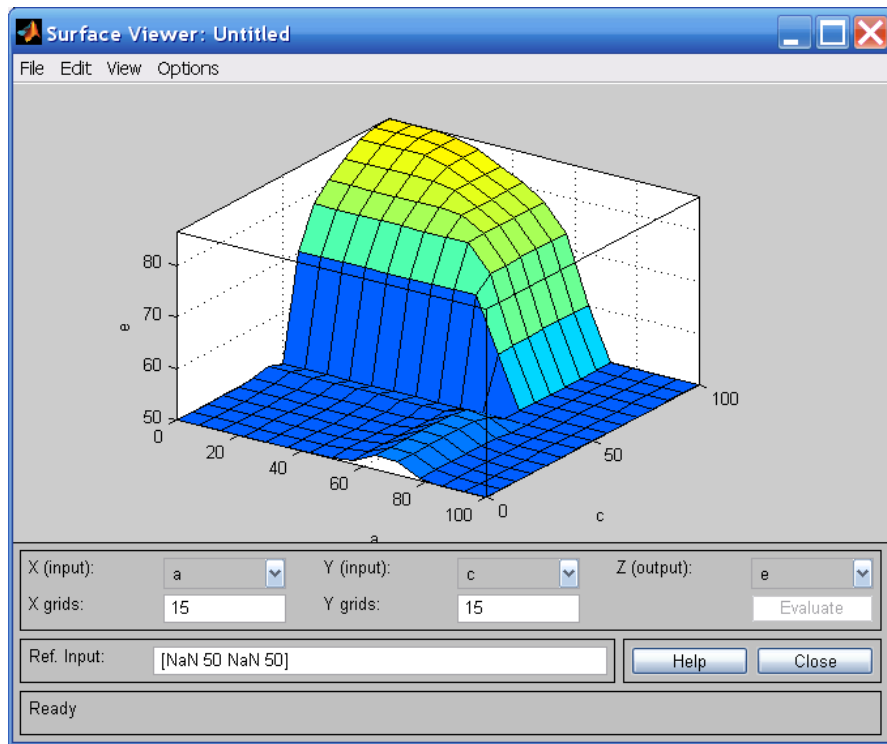 Surface Viewer: Untitled
File Edit View Options
80
70
60
50
e
0
20
40
60
80
100
a
0
50
100
c
X (input): a Y (input): c Z (output): e
X grids: 15 Y grids: 15 Evaluate
Ref. Input: [NaN 50 NaN 50] Help Close
Ready